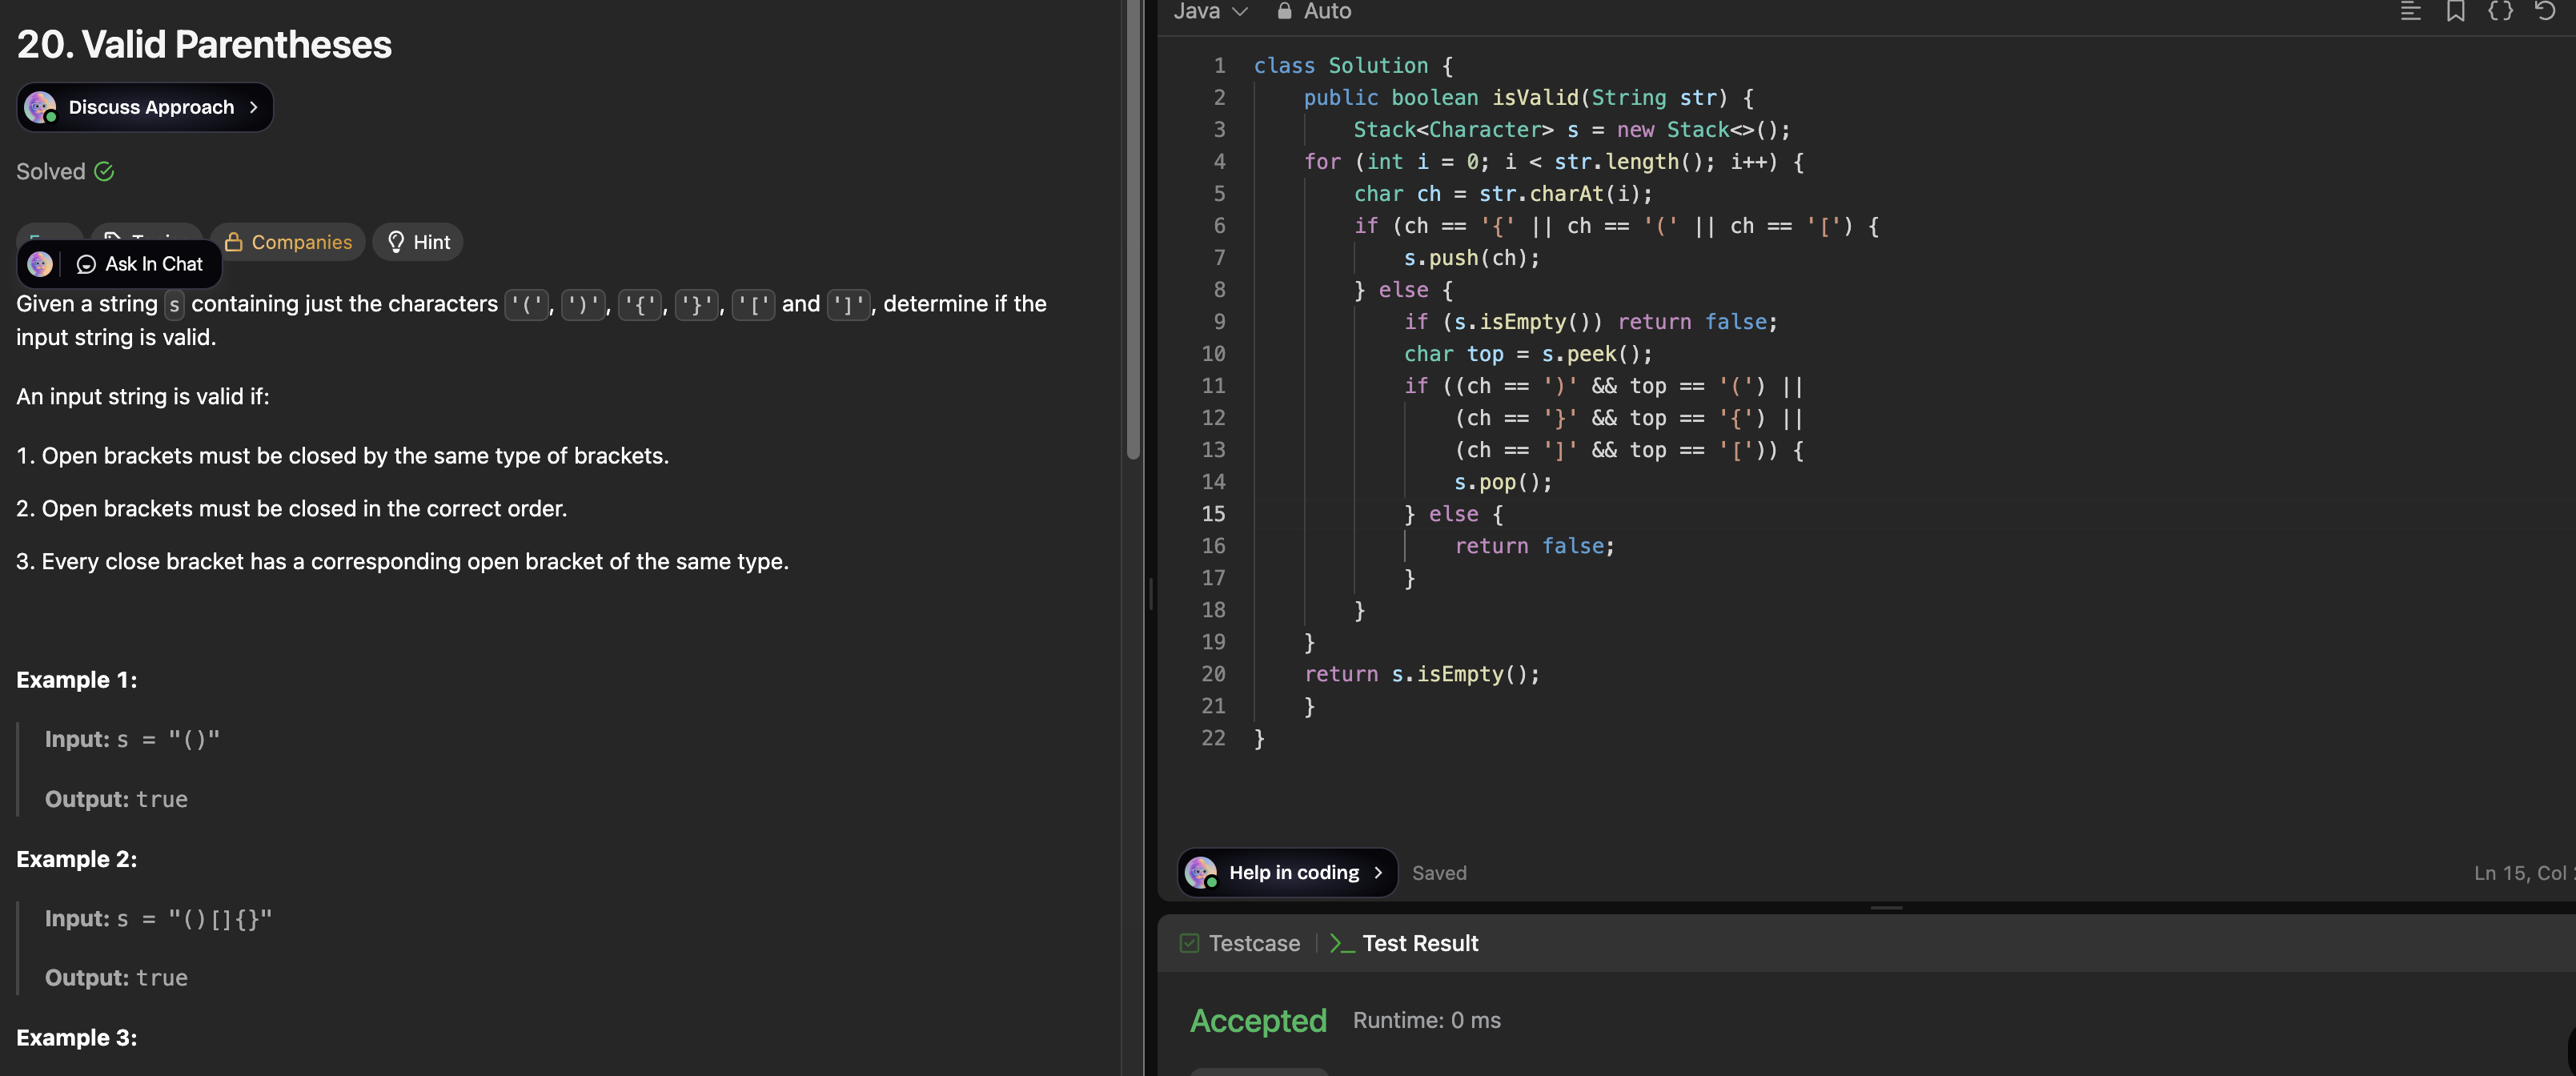 20. Valid Parentheses
Discuss Approach
Solved
Companies
Hint
Ask In Chat
Given a string s containing just the characters '(', ')', '{', '}', '[' and ']', determine if the
input string is valid.
An input string is valid if:
1. Open brackets must be closed by the same type of brackets.
2. Open brackets must be closed in the correct order.
3. Every close bracket has a corresponding open bracket of the same type.
Example 1:
Input: s = "()"
Output: true
Example 2:
Input: s = "()[]{}"
Output: true
Example 3:
Java Auto
1 class Solution {
2     public boolean isValid(String str) {
3         Stack<Character> s = new Stack<>();
4     for (int i = 0; i < str.length(); i++) {
5         char ch = str.charAt(i);
6         if (ch == '{' || ch == '(' || ch == '[') {
7             s.push(ch);
8         } else {
9             if (s.isEmpty()) return false;
10             char top = s.peek();
11             if ((ch == ')' && top == '(') ||
12                 (ch == '}' && top == '{') ||
13                 (ch == ']' && top == '[')) {
14                 s.pop();
15             } else {
16                 return false;
17             }
18         }
19     }
20     return s.isEmpty();
21     }
22 }
Help in coding
Saved
Ln 15, Col
Testcase
Test Result
Accepted
Runtime: 0 ms